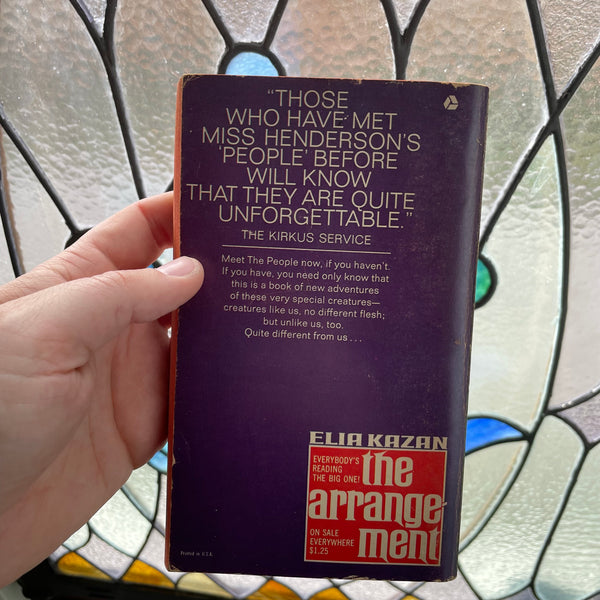 “THOSE
WHO HAVE MET
MISS HENDERSON'S
‘PEOPLE’ BEFORE
WILL KNOW
THAT THEY ARE QUITE
UNFORGETTABLE.”
THE KIRKUS SERVICE
Meet The People now, if you haven't.
If you have, you need only know that
this is a book of new adventures
of these very special creatures—
creatures like us, no different flesh;
but unlike us, too.
Quite different from us . . .
ELIA KAZAN
EVERYBODY'S
READING
THE BIG ONE!
the
arrange-
ment
ON SALE
EVERYWHERE
$1.25
Printed in U.S.A.